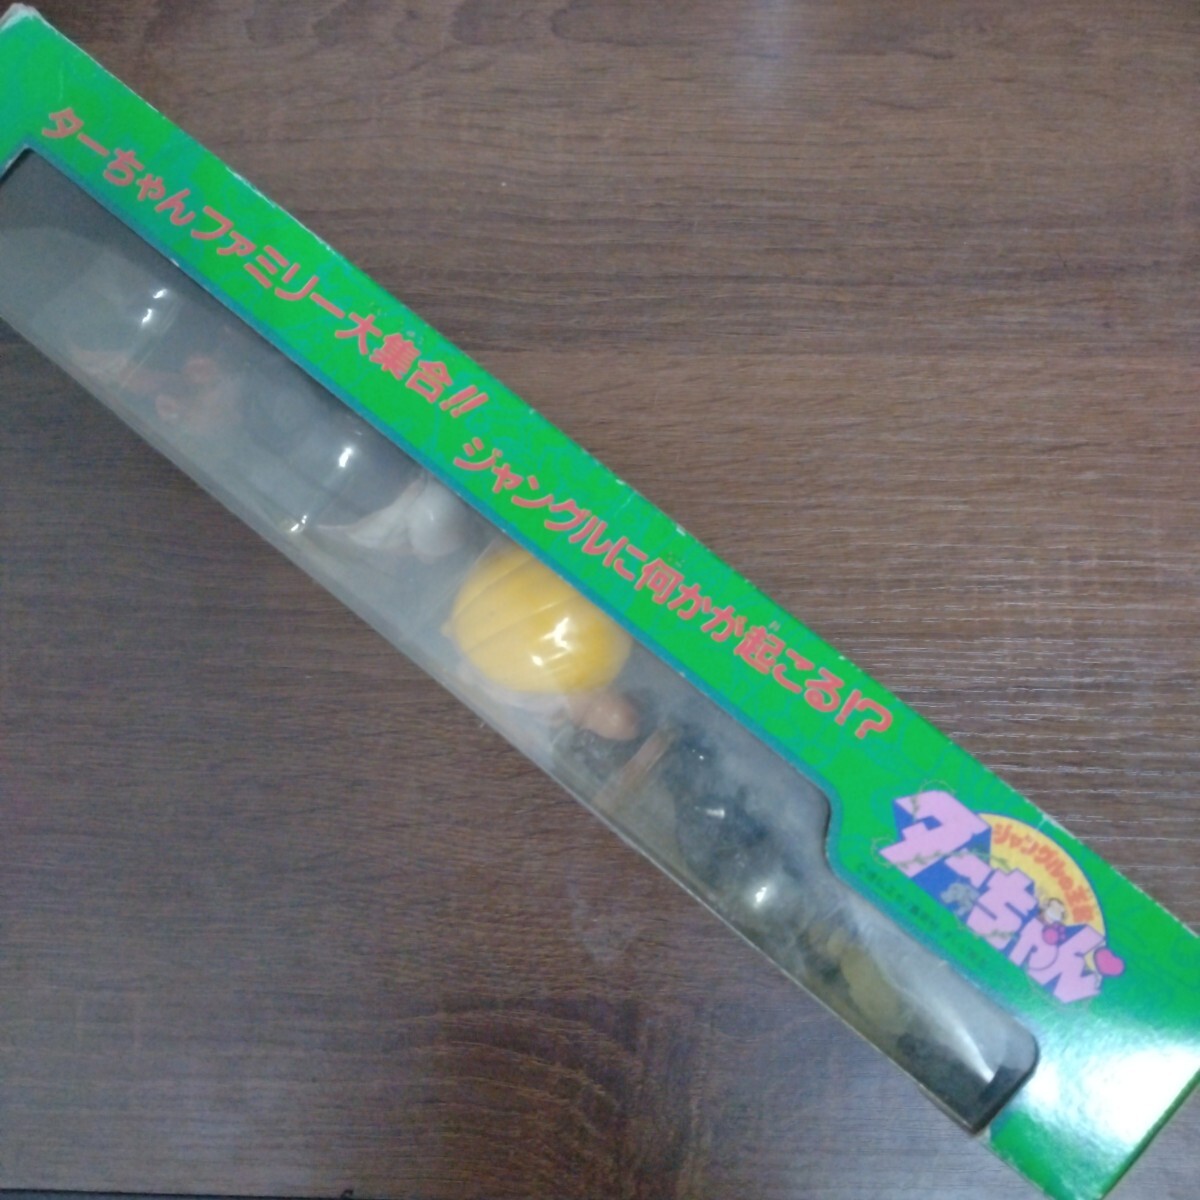 ターちゃんファミリー大集合!! ジャングルに何かが起こる!?
ジャングルの王者
ターちゃん